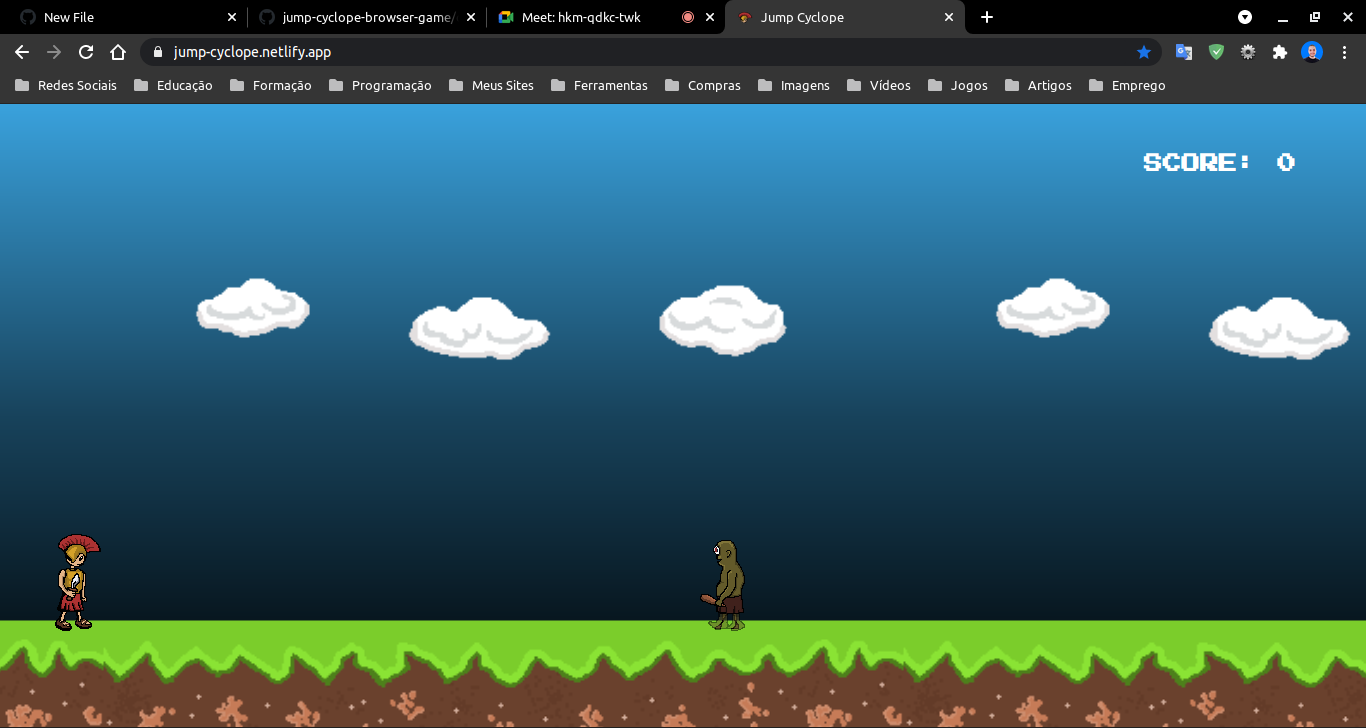 New File
jump-cyclope-browser-game/
Meet: hkm-qdkc-twk
Jump Cyclope
jump-cyclope.netlify.app
Redes Sociais
Educação
Formação
Programação
Meus Sites
Ferramentas
Compras
Imagens
Vídeos
Jogos
Artigos
Emprego
SCORE: 0